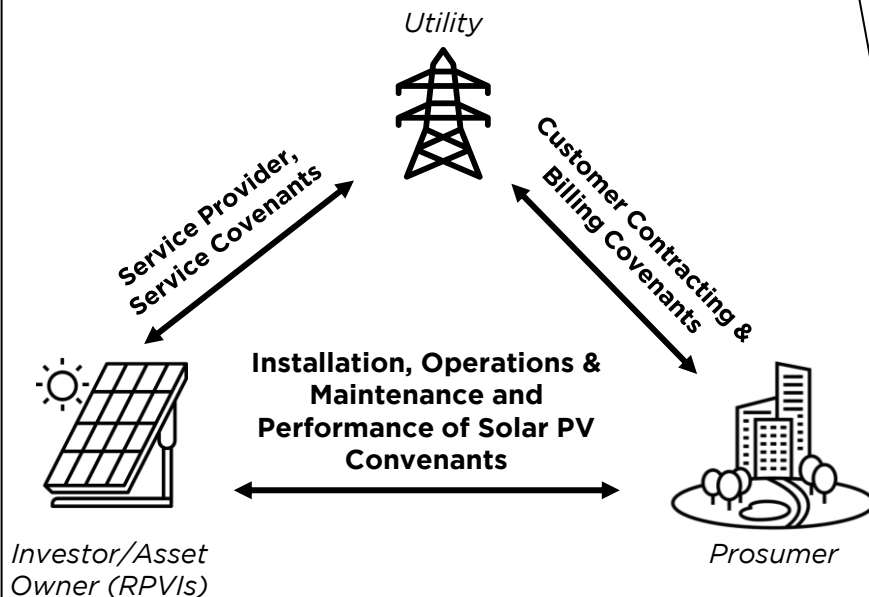 Utility
Service Provider,
Service Covenants
Customer Contracting &
Billing Covenants
Installation, Operations &
Maintenance and
Performance of Solar PV
Convenants
Investor/Asset
Owner (RPVIs)
Prosumer